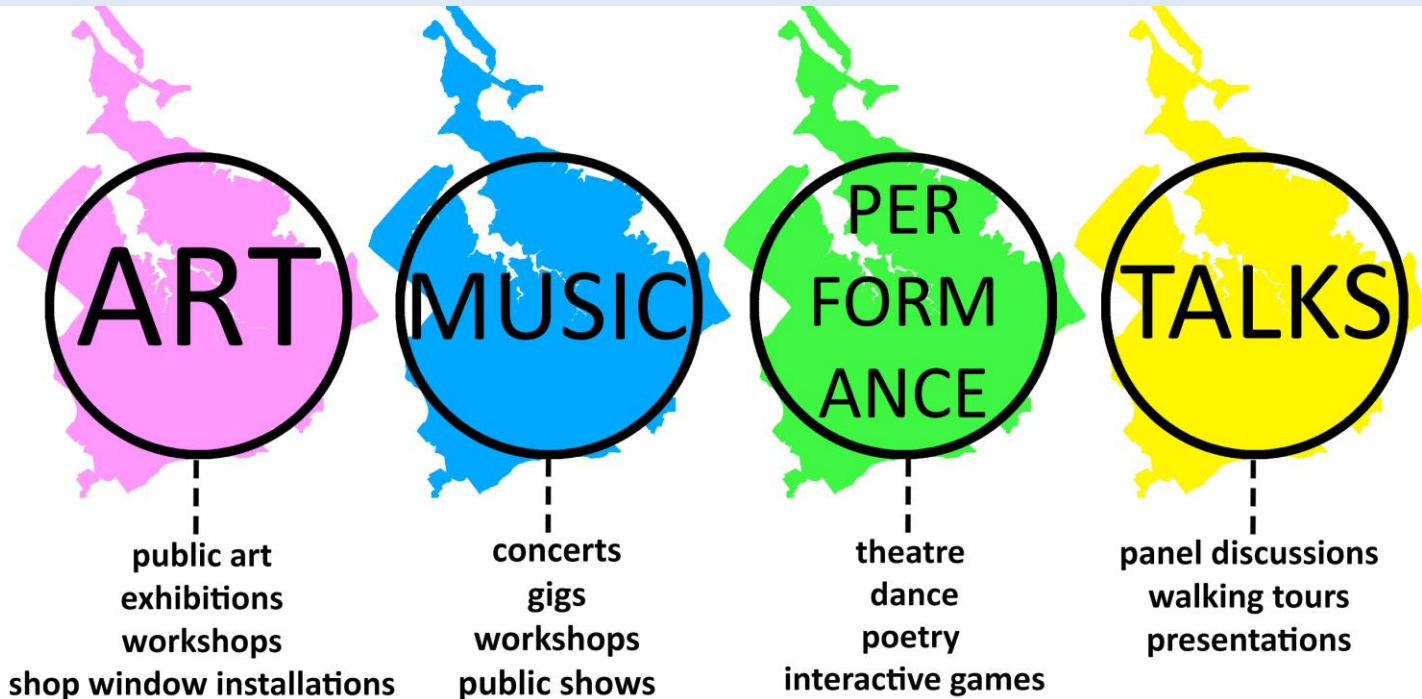 ART
public art
exhibitions
workshops
shop window installations
MUSIC
concerts
gigs
workshops
public shows
PER
FORM
ANCE
theatre
dance
poetry
interactive games
TALKS
panel discussions
walking tours
presentations